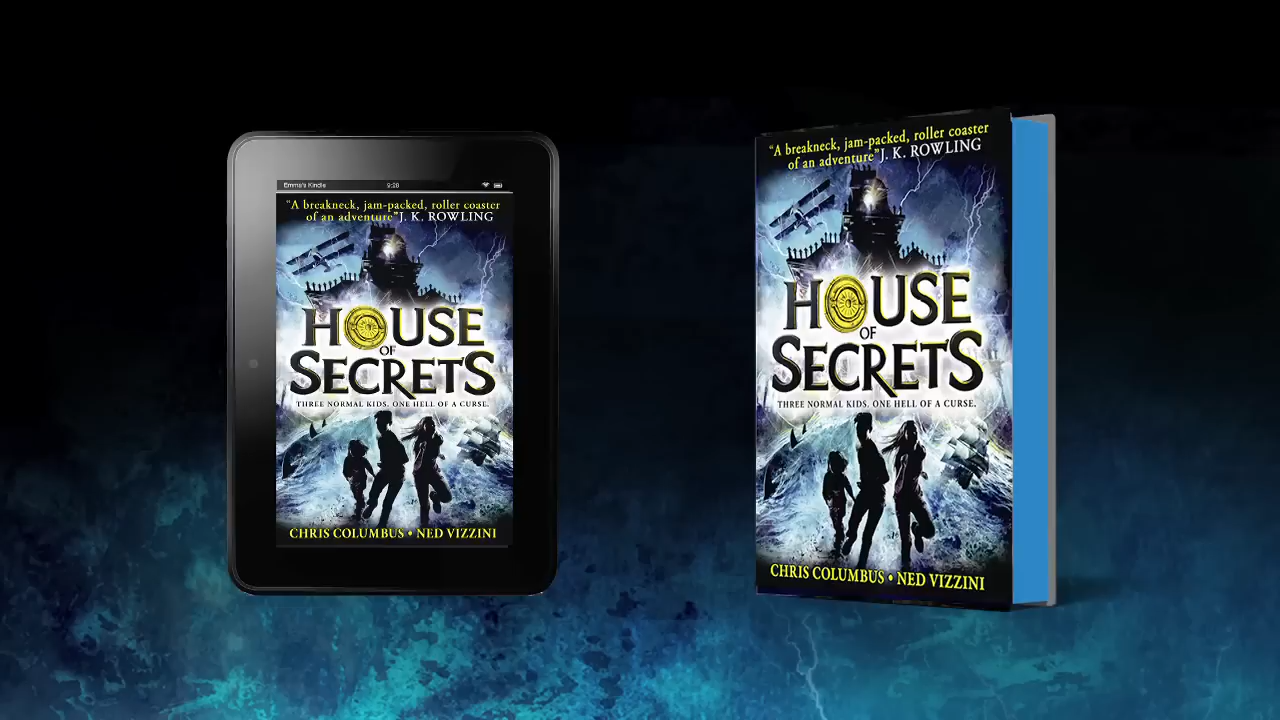 Emma's Kindle 9:28
"A breakneck, jam-packed, roller coaster
of an adventure" J. K. ROWLING
HOUSE
OF
SECRETS
THREE NORMAL KIDS. ONE HELL OF A CURSE.
CHRIS COLUMBUS • NED VIZZINI
"A breakneck, jam-packed, roller coaster
of an adventure" J. K. ROWLING
HOUSE
OF
SECRETS
THREE NORMAL KIDS. ONE HELL OF A CURSE.
CHRIS COLUMBUS • NED VIZZINI